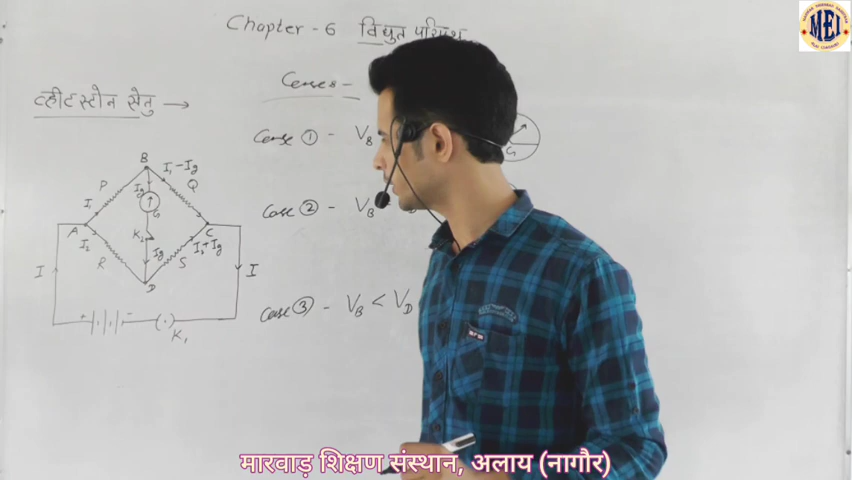 Chapter - 6 विद्युत परिपथ
MEI
Cases -
व्हीटस्टोन सेतु →
Case ① - V_B
G
Case ② - V_B
Case ③ - V_B < V_D
B
I₁ - Ig
P
Ig
Q
I₁
G
A
K₂
C
I₂
Ig
I₂ + Ig
R
S
I
D
I
+
-
K₁
मारवाड़ शिक्षण संस्थान, अलाय (नागौर)